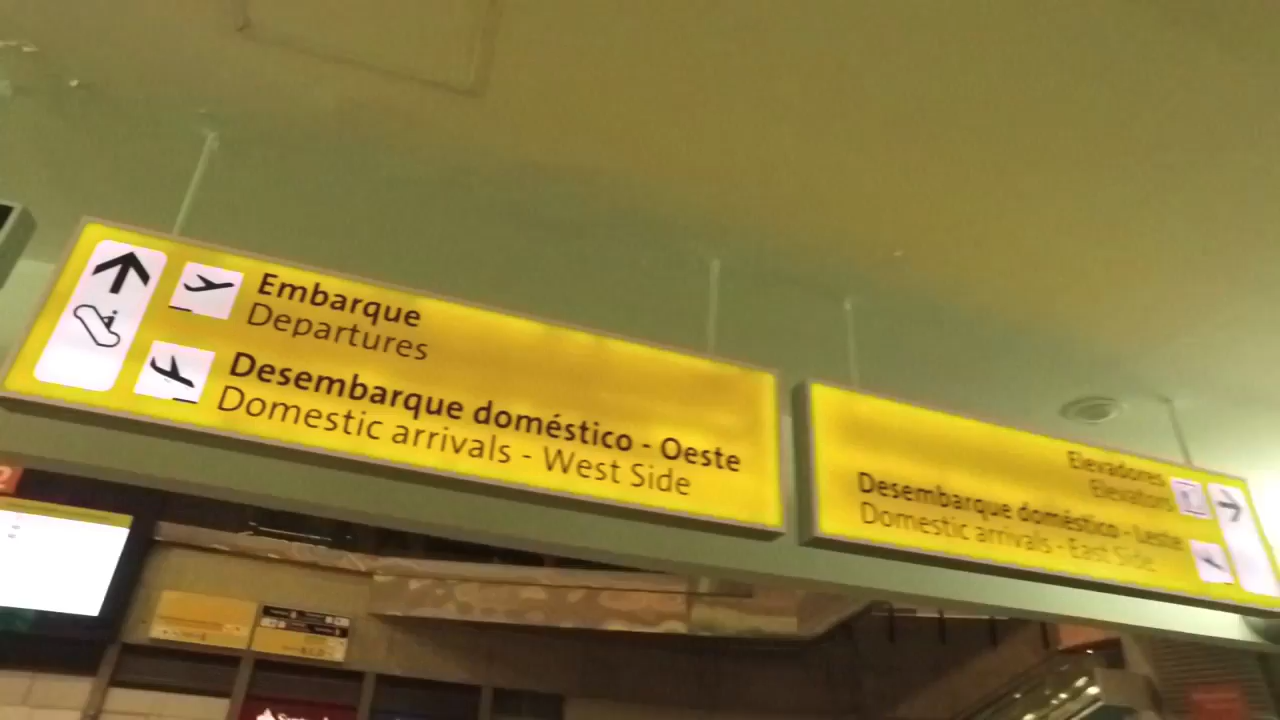 Embarque
Departures
Desembarque doméstico - Oeste
Domestic arrivals - West Side
Elevadores
Elevators
Desembarque doméstico - Leste
Domestic arrivals - East Side